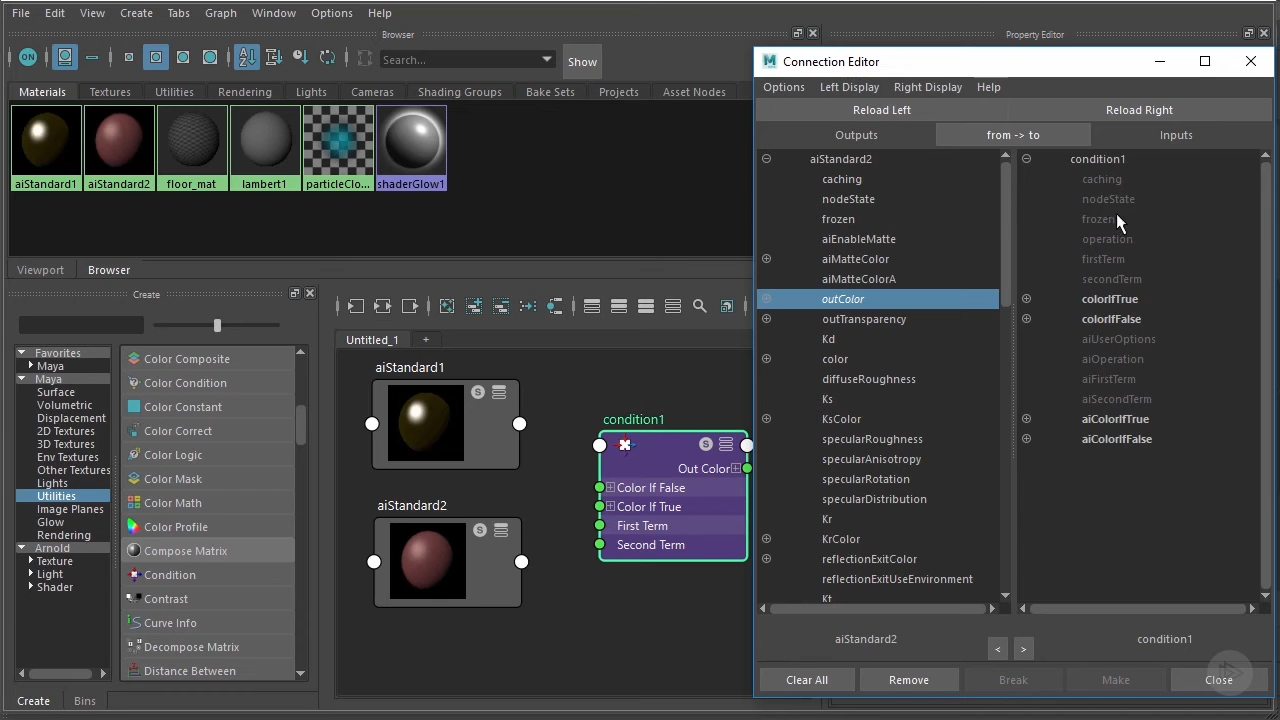 File Edit View Create Tabs Graph Window Options Help
Browser
Property Editor
ON
Search...
Show
Materials Textures Utilities Rendering Lights Cameras Shading Groups Bake Sets Projects Asset Nodes
aiStandard1 aiStandard2 floor_mat lambert1 particleClo... shaderGlow1
Viewport Browser
Create
Favorites
Maya
Maya
Surface
Volumetric
Displacement
2D Textures
3D Textures
Env Textures
Other Textures
Lights
Utilities
Image Planes
Glow
Rendering
Arnold
Texture
Light
Shader
Color Composite
Color Condition
Color Constant
Color Correct
Color Logic
Color Mask
Color Math
Color Profile
Compose Matrix
Condition
Contrast
Curve Info
Decompose Matrix
Distance Between
Create Bins
Untitled_1 +
aiStandard1
S
aiStandard2
S
condition1
S
Out Color
Color If False
Color If True
First Term
Second Term
M Connection Editor
Options Left Display Right Display Help
Reload Left Reload Right
Outputs from -> to Inputs
aiStandard2
caching
nodeState
frozen
aiEnableMatte
aiMatteColor
aiMatteColorA
outColor
outTransparency
Kd
color
diffuseRoughness
Ks
KsColor
specularRoughness
specularAnisotropy
specularRotation
specularDistribution
Kr
KrColor
reflectionExitColor
reflectionExitUseEnvironment
Kt
condition1
caching
nodeState
frozen
operation
firstTerm
secondTerm
colorIfTrue
colorIfFalse
aiUserOptions
aiOperation
aiFirstTerm
aiSecondTerm
aiColorIfTrue
aiColorIfFalse
aiStandard2 < > condition1
Clear All Remove Break Make Close